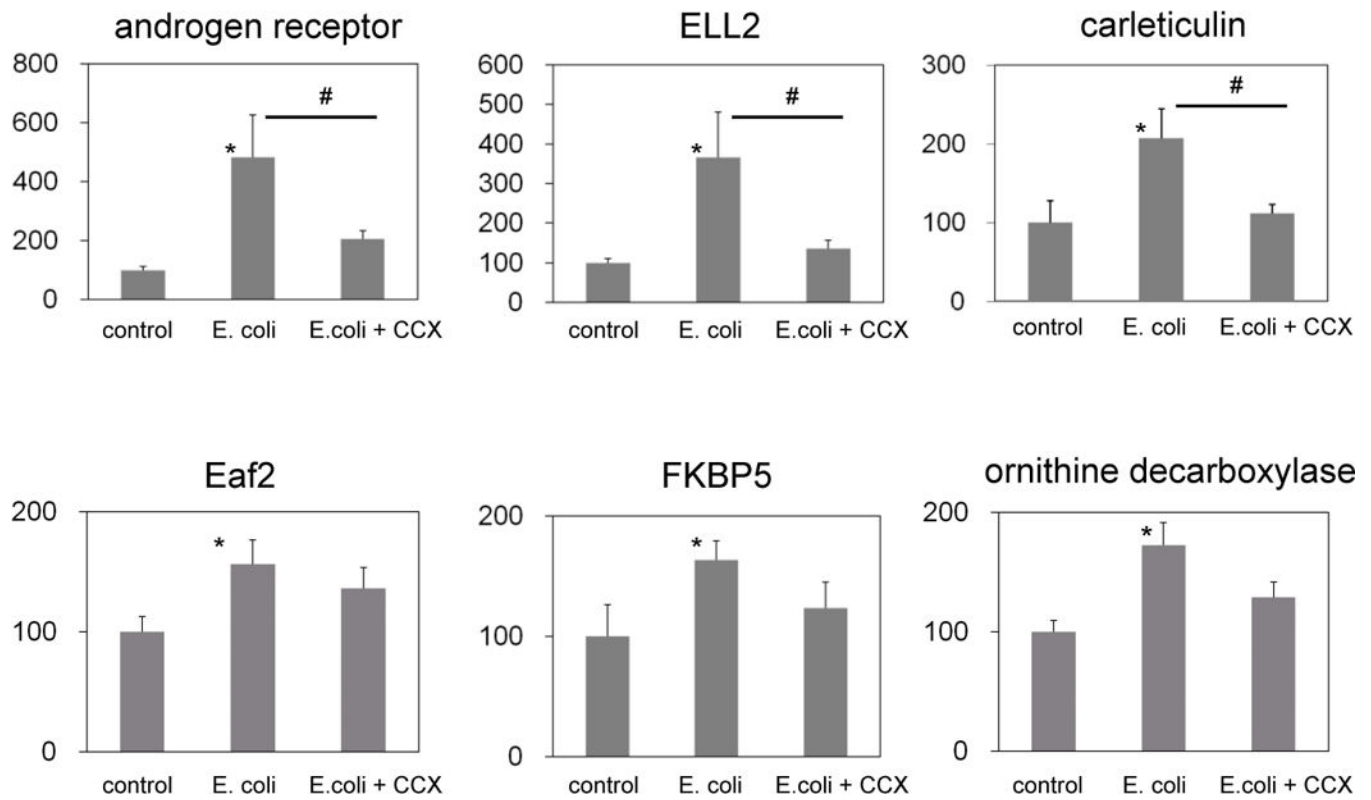 androgen receptor
800
600
400
200
0
*
#
control E. coli E.coli + CCX
ELL2
600
500
400
300
200
100
0
*
#
control E. coli E.coli + CCX
carleticulin
300
200
100
0
*
#
control E. coli E.coli + CCX
Eaf2
200
100
0
*
control E. coli E.coli + CCX
FKBP5
200
100
0
*
control E. coli E.coli + CCX
ornithine decarboxylase
200
100
0
*
control E. coli E.coli + CCX